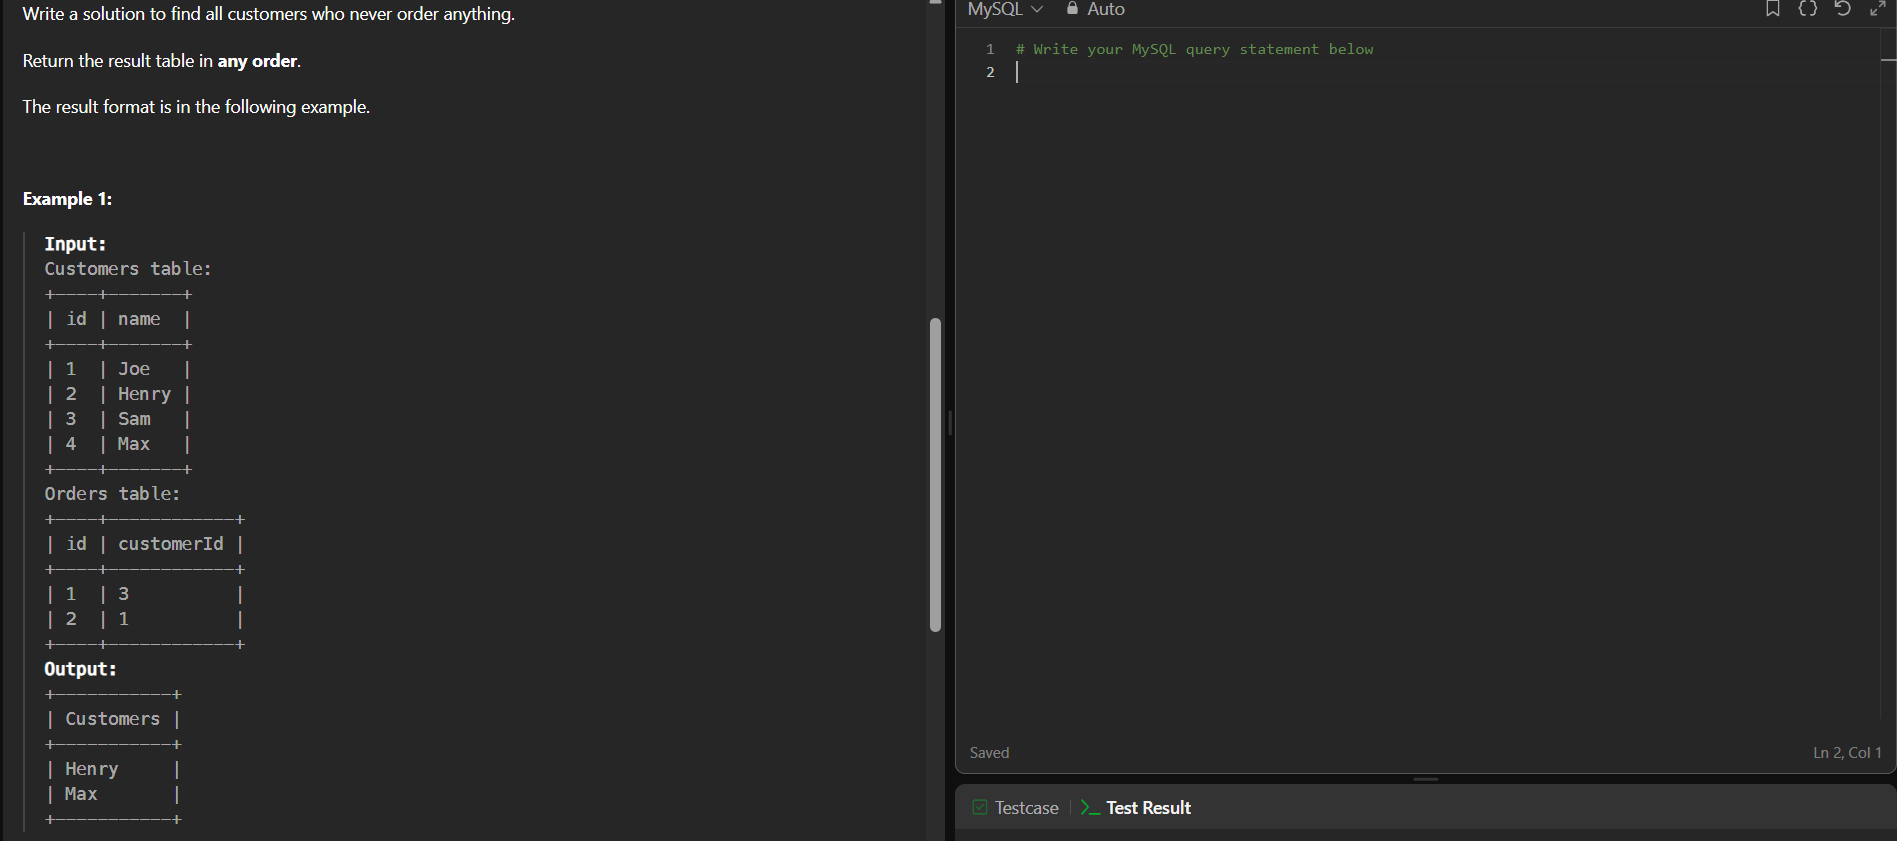 Write a solution to find all customers who never order anything.
Return the result table in any order.
The result format is in the following example.
Example 1:
Input:
Customers table:
+----+-------+
| id | name  |
+----+-------+
| 1  | Joe   |
| 2  | Henry |
| 3  | Sam   |
| 4  | Max   |
+----+-------+
Orders table:
+----+------------+
| id | customerId |
+----+------------+
| 1  | 3          |
| 2  | 1          |
+----+------------+
Output:
+-----------+
| Customers |
+-----------+
| Henry     |
| Max       |
+-----------+
MySQL Auto {}
1 # Write your MySQL query statement below
2
Saved Ln 2, Col 1
Testcase | >_ Test Result